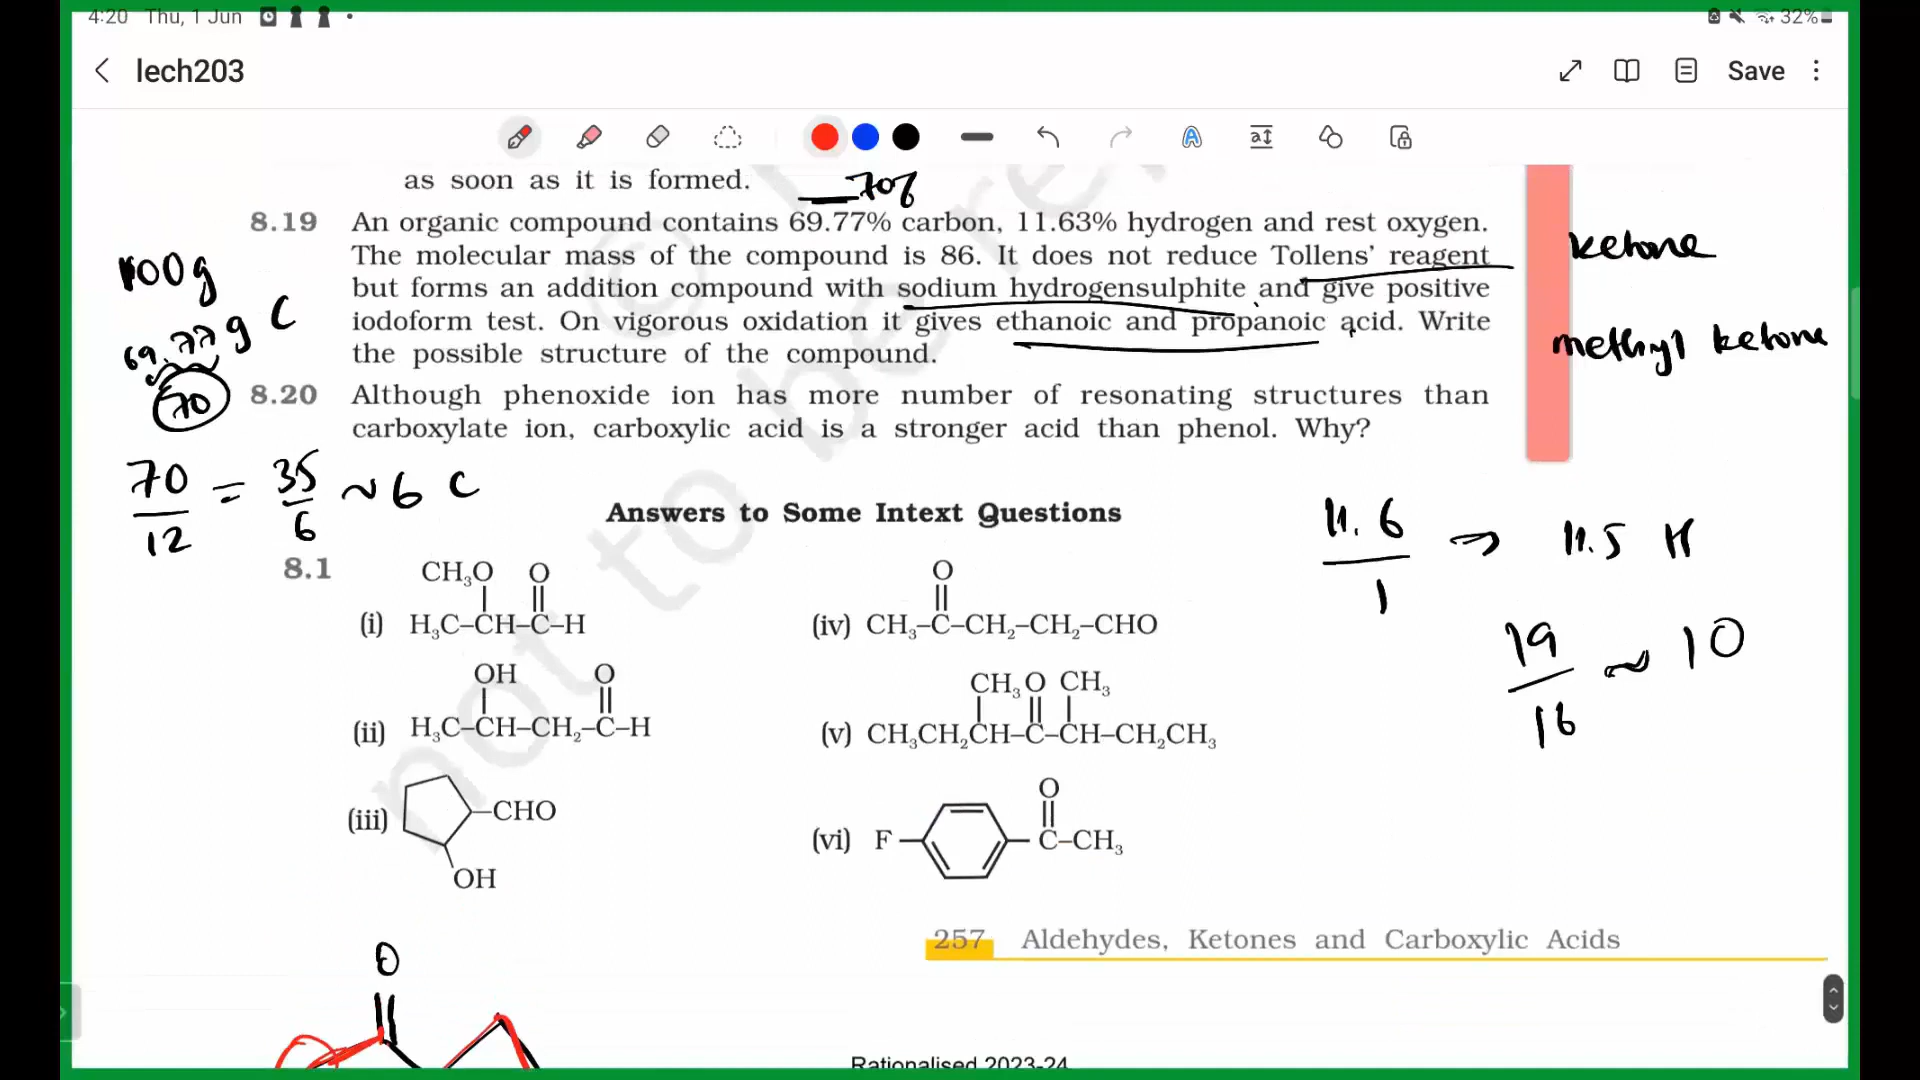 4:20 Thu, 1 Jun
32%
lech203
Save
as soon as it is formed.
70%
8.19 An organic compound contains 69.77% carbon, 11.63% hydrogen and rest oxygen.
The molecular mass of the compound is 86. It does not reduce Tollens' reagent
but forms an addition compound with sodium hydrogensulphite and give positive
iodoform test. On vigorous oxidation it gives ethanoic and propanoic acid. Write
the possible structure of the compound.
100g
69.77g C
70
ketone
methyl ketone
8.20 Although phenoxide ion has more number of resonating structures than
carboxylate ion, carboxylic acid is a stronger acid than phenol. Why?
70/12 = 35/6 ~ 6 C
11.6/1 → 11.5 H
19/16 ~ 10
Answers to Some Intext Questions
8.1
CH₃O O
(i) H₃C–CH–C–H
O
(iv) CH₃–C–CH₂–CH₂–CHO
OH O
(ii) H₃C–CH–CH₂–C–H
CH₃ O CH₃
(v) CH₃CH₂CH–C–CH–CH₂CH₃
(iii) CHO
OH
O
(vi) F C–CH₃
257 Aldehydes, Ketones and Carboxylic Acids
O
Rationalised 2023-24
not to be re